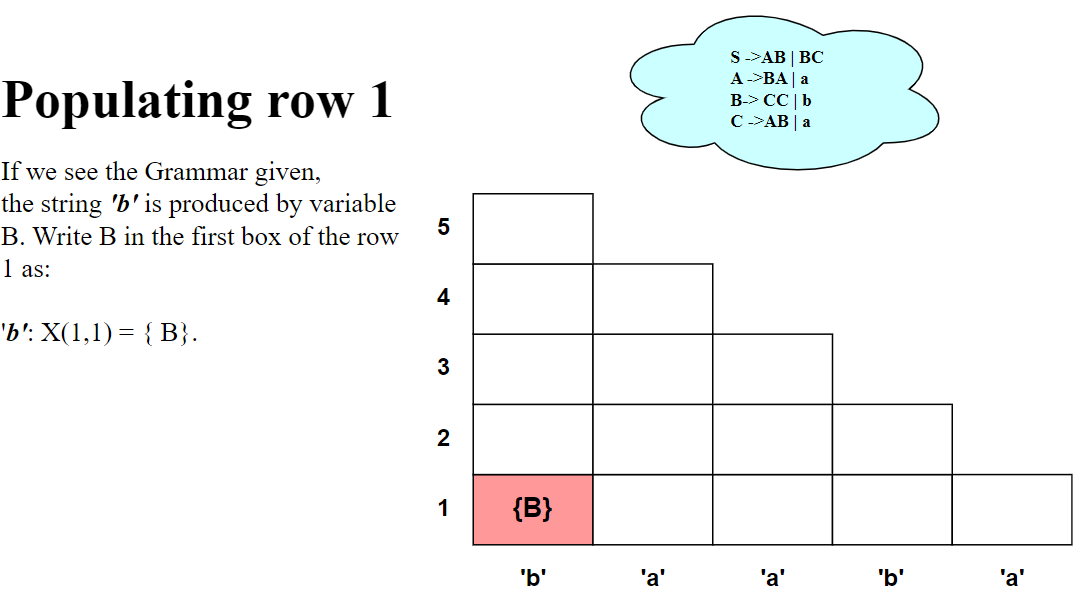 S ->AB | BC
A ->BA | a
B-> CC | b
C ->AB | a
Populating row 1
If we see the Grammar given,
the string 'b' is produced by variable
B. Write B in the first box of the row
1 as:
'b': X(1,1) = { B}.
5
4
3
2
1 {B}
'b' 'a' 'a' 'b' 'a'